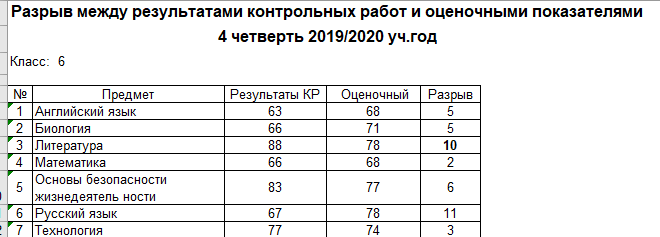 Разрыв между результатами контрольных работ и оценочными показателями
4 четверть 2019/2020 уч.год
Класс: 6
№ Предмет Результаты КР Оценочный Разрыв
1 Английский язык 63 68 5
2 Биология 66 71 5
3 Литература 88 78 10
4 Математика 66 68 2
5 Основы безопасности
жизнедеятель ности 83 77 6
6 Русский язык 67 78 11
7 Технология 77 74 3